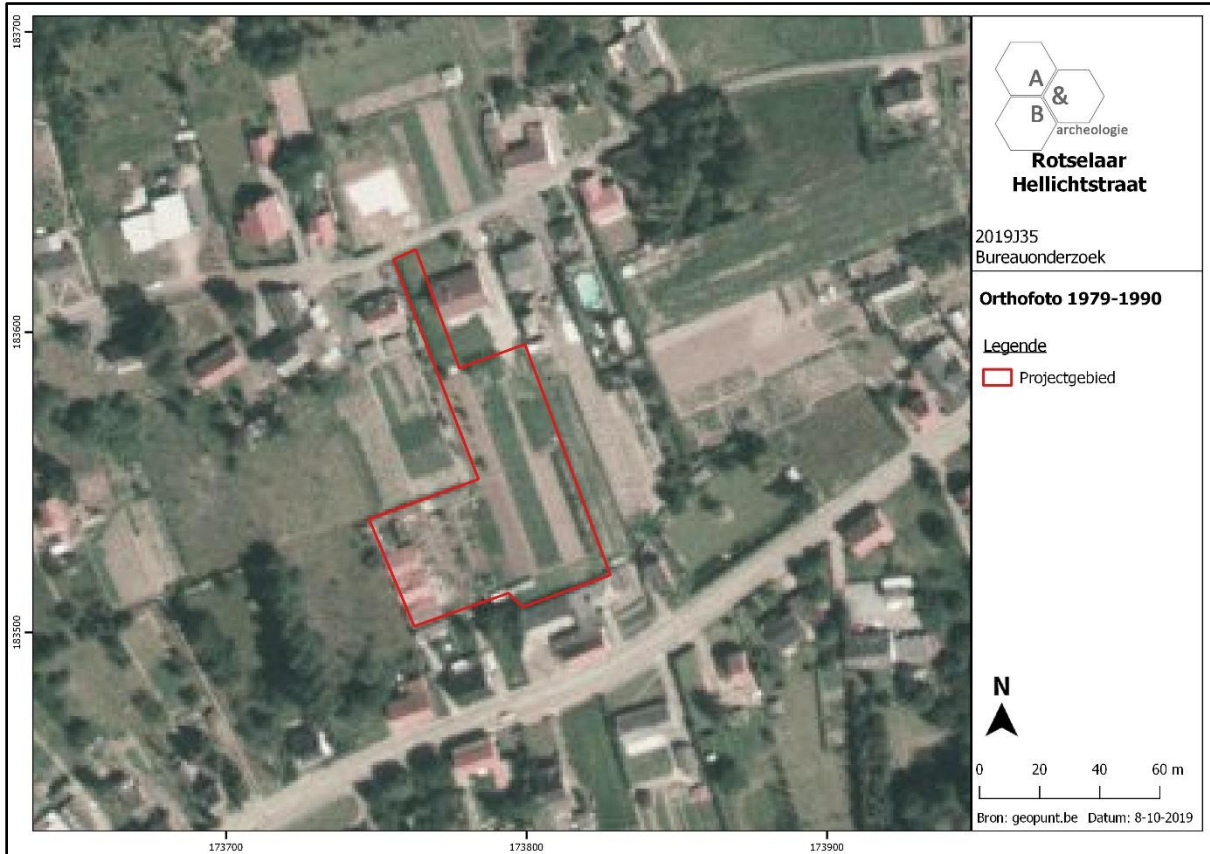 183700
183600
183500
173700
173800
173900
A
&
B
archeologie
Rotselaar
Hellichtstraat
2019J35
Bureauonderzoek
Orthofoto 1979-1990
Legende
Projectgebied
N
0 20 40 60 m
Bron: geopunt.be Datum: 8-10-2019